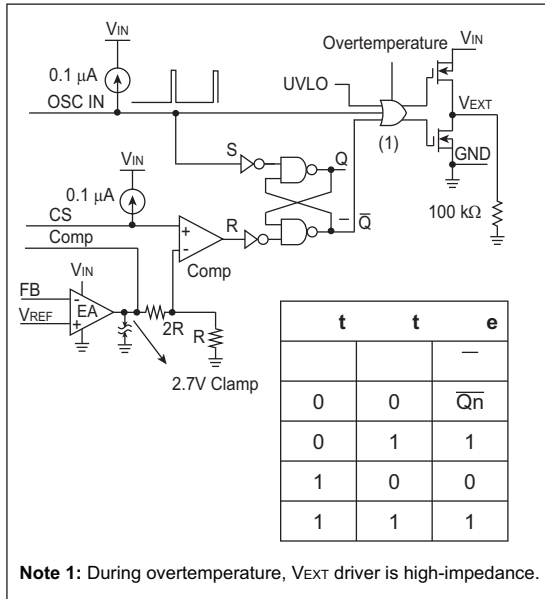 VIN
Overtemperature
VIN
0.1 µA
UVLO
OSC IN
VEXT
(1)
S
Q
GND
VIN
0.1 µA
CS
R
Q̅
100 kΩ
Comp
+
-
Comp
VIN
FB
-
EA
VREF
+
2R
R
2.7V Clamp
t t e
—
0 0 Q̅n̅
0 1 1
1 0 0
1 1 1
Note 1: During overtemperature, VEXT driver is high-impedance.